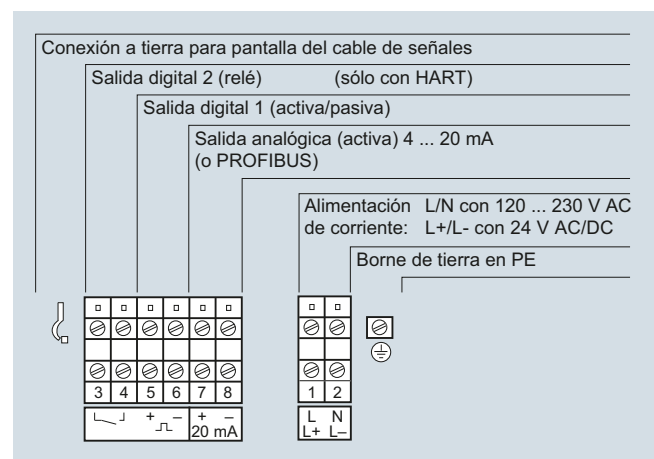 Conexión a tierra para pantalla del cable de señales
Salida digital 2 (relé) (sólo con HART)
Salida digital 1 (activa/pasiva)
Salida analógica (activa) 4 ... 20 mA
(o PROFIBUS)
Alimentación L/N con 120 ... 230 V AC
de corriente: L+/L- con 24 V AC/DC
Borne de tierra en PE
3 4 5 6 7 8
1 2
+ – + –
20 mA
L N
L+ L–